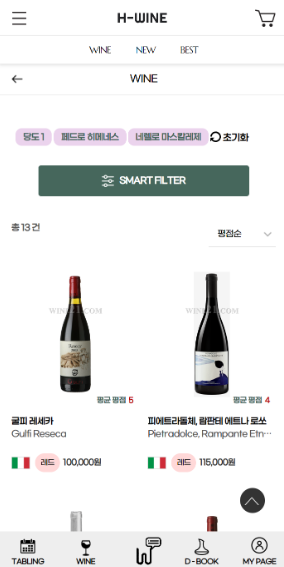 H-WINE
WINE NEW BEST
WINE
당도 1 페드로 히메네스 네렐로 마스칼레제 초기화
SMART FILTER
총 13 건
평점순
WINE21.COM WINE21.COM
평균 평점 5 평균 평점 4
굴피 레세카 피에트라돌체, 람판테 에트나 로쏘
Gulfi Reseca Pietradolce, Rampante Etn···
레드 100,000원 레드 115,000원
TABLING WINE D - BOOK MY PAGE